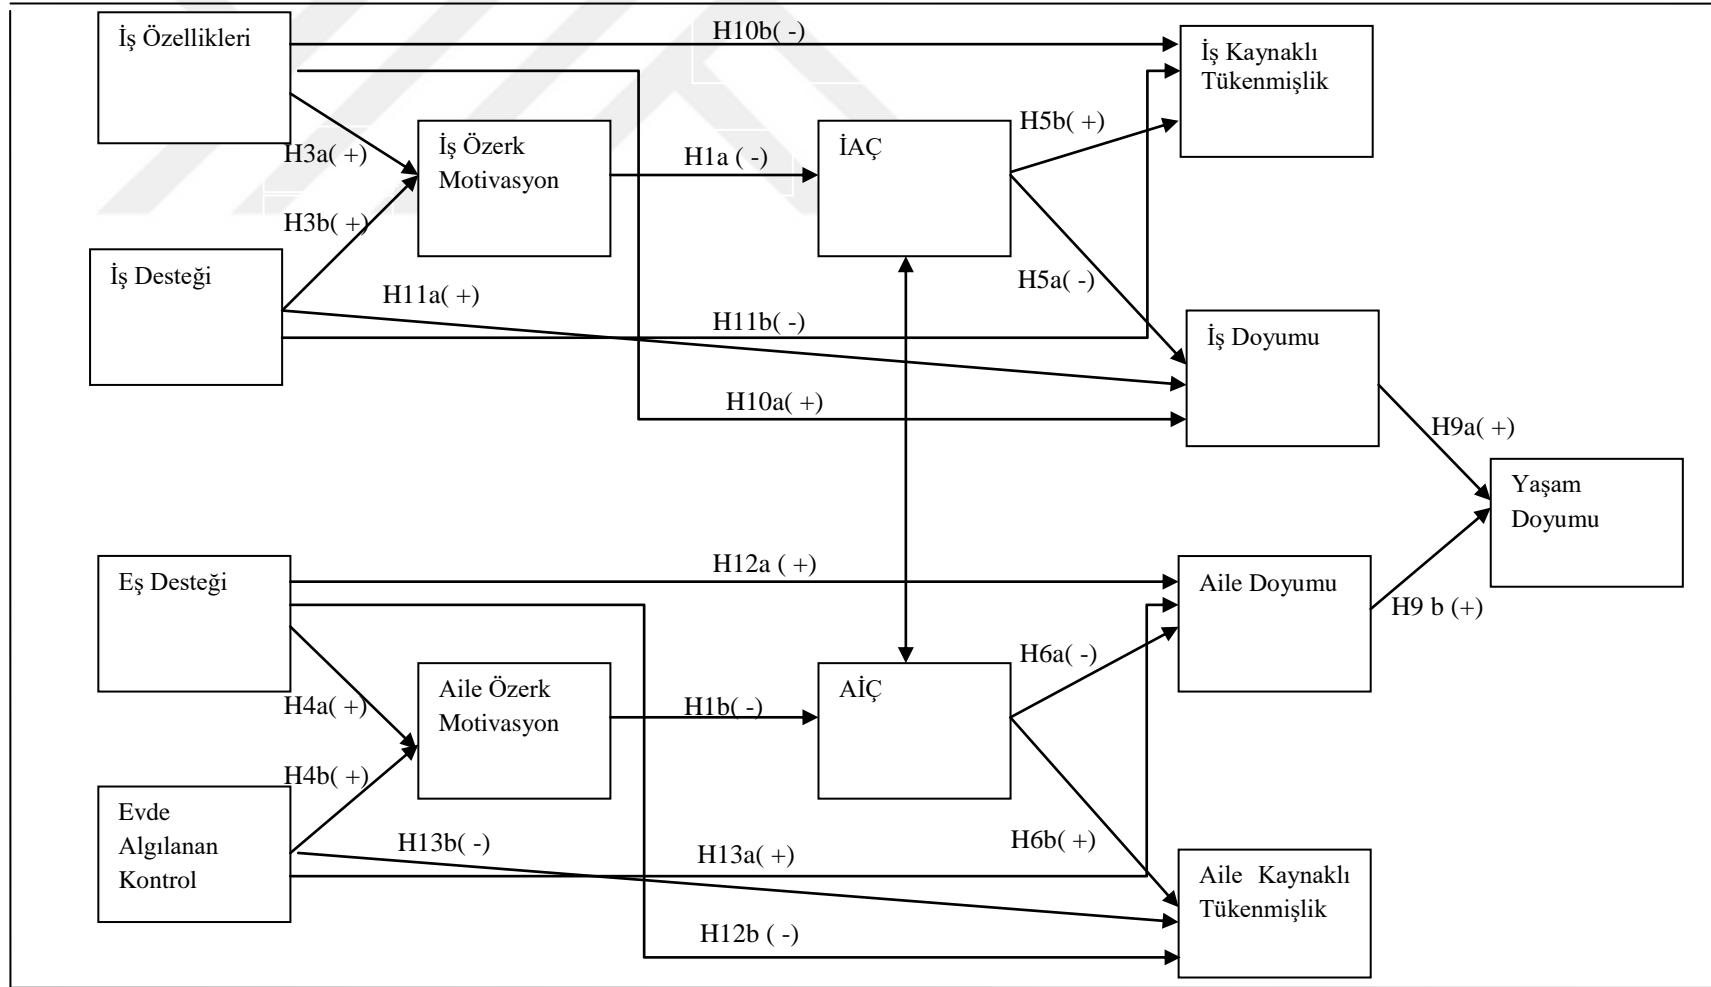 İş Özellikleri
H10b( -)
İş Kaynaklı
Tükenmişlik
H3a( +)
İş Özerk
Motivasyon
H1a ( -)
İAÇ
H5b( +)
H3b( +)
İş Desteği
H11a( +)
H11b( -)
H5a( -)
İş Doyumu
H10a( +)
H9a( +)
Yaşam
Doyumu
Eş Desteği
H12a ( +)
Aile Doyumu
H9 b (+)
H4a( +)
Aile Özerk
Motivasyon
H1b( -)
AİÇ
H6a( -)
H4b( +)
Evde
Algılanan
Kontrol
H13b( -)
H13a( +)
H6b( +)
Aile Kaynaklı
Tükenmişlik
H12b ( -)